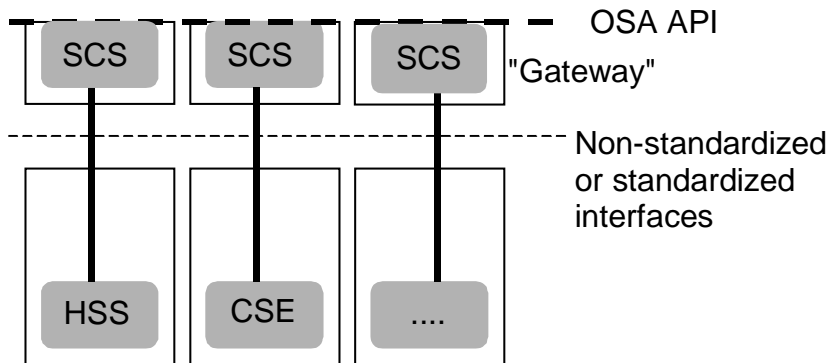 OSA API
SCS SCS SCS
"Gateway"
Non-standardized
or standardized
interfaces
HSS CSE ....